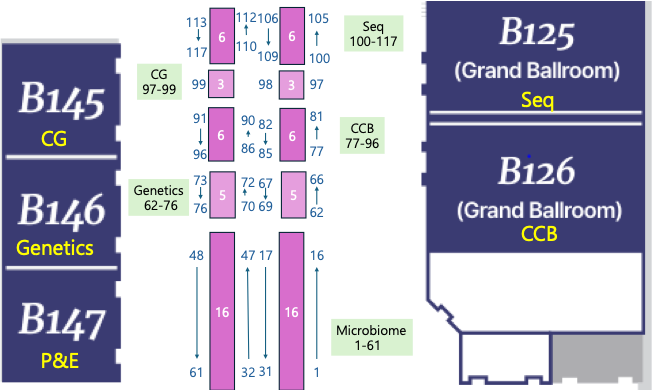 B145
CG
B146
Genetics
B147
P&E
113
117
6
112
110
106
109
6
105
100
Seq
100-117
CG
97-99
99
3
98
3
97
91
96
6
90
86
82
85
6
81
77
CCB
77-96
Genetics
62-76
73
76
5
72
70
67
69
5
66
62
48
61
16
47
32
17
31
16
16
1
Microbiome
1-61
B125
(Grand Ballroom)
Seq
B126
(Grand Ballroom)
CCB